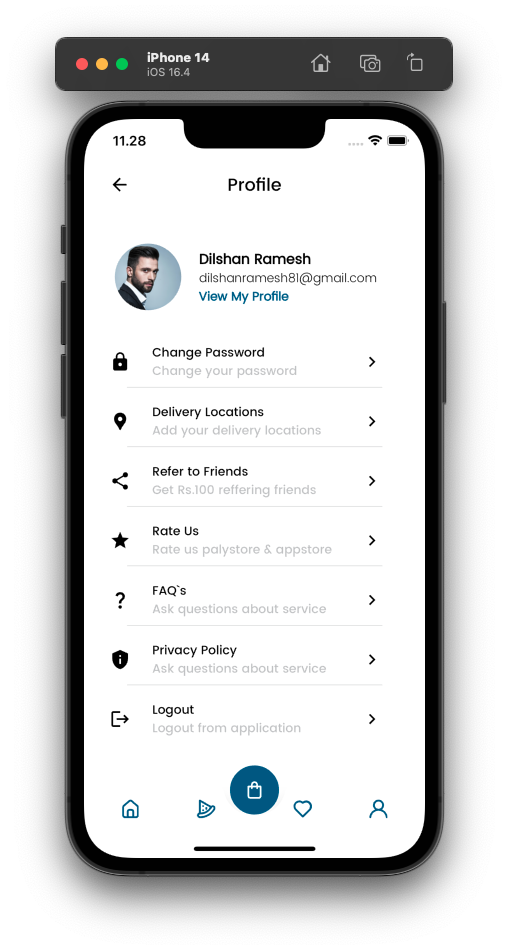 iPhone 14
iOS 16.4
11.28
Profile
Dilshan Ramesh
dilshanramesh81@gmail.com
View My Profile
Change Password
Change your password
Delivery Locations
Add your delivery locations
Refer to Friends
Get Rs.100 reffering friends
Rate Us
Rate us palystore & appstore
FAQ`s
Ask questions about service
Privacy Policy
Ask questions about service
Logout
Logout from application